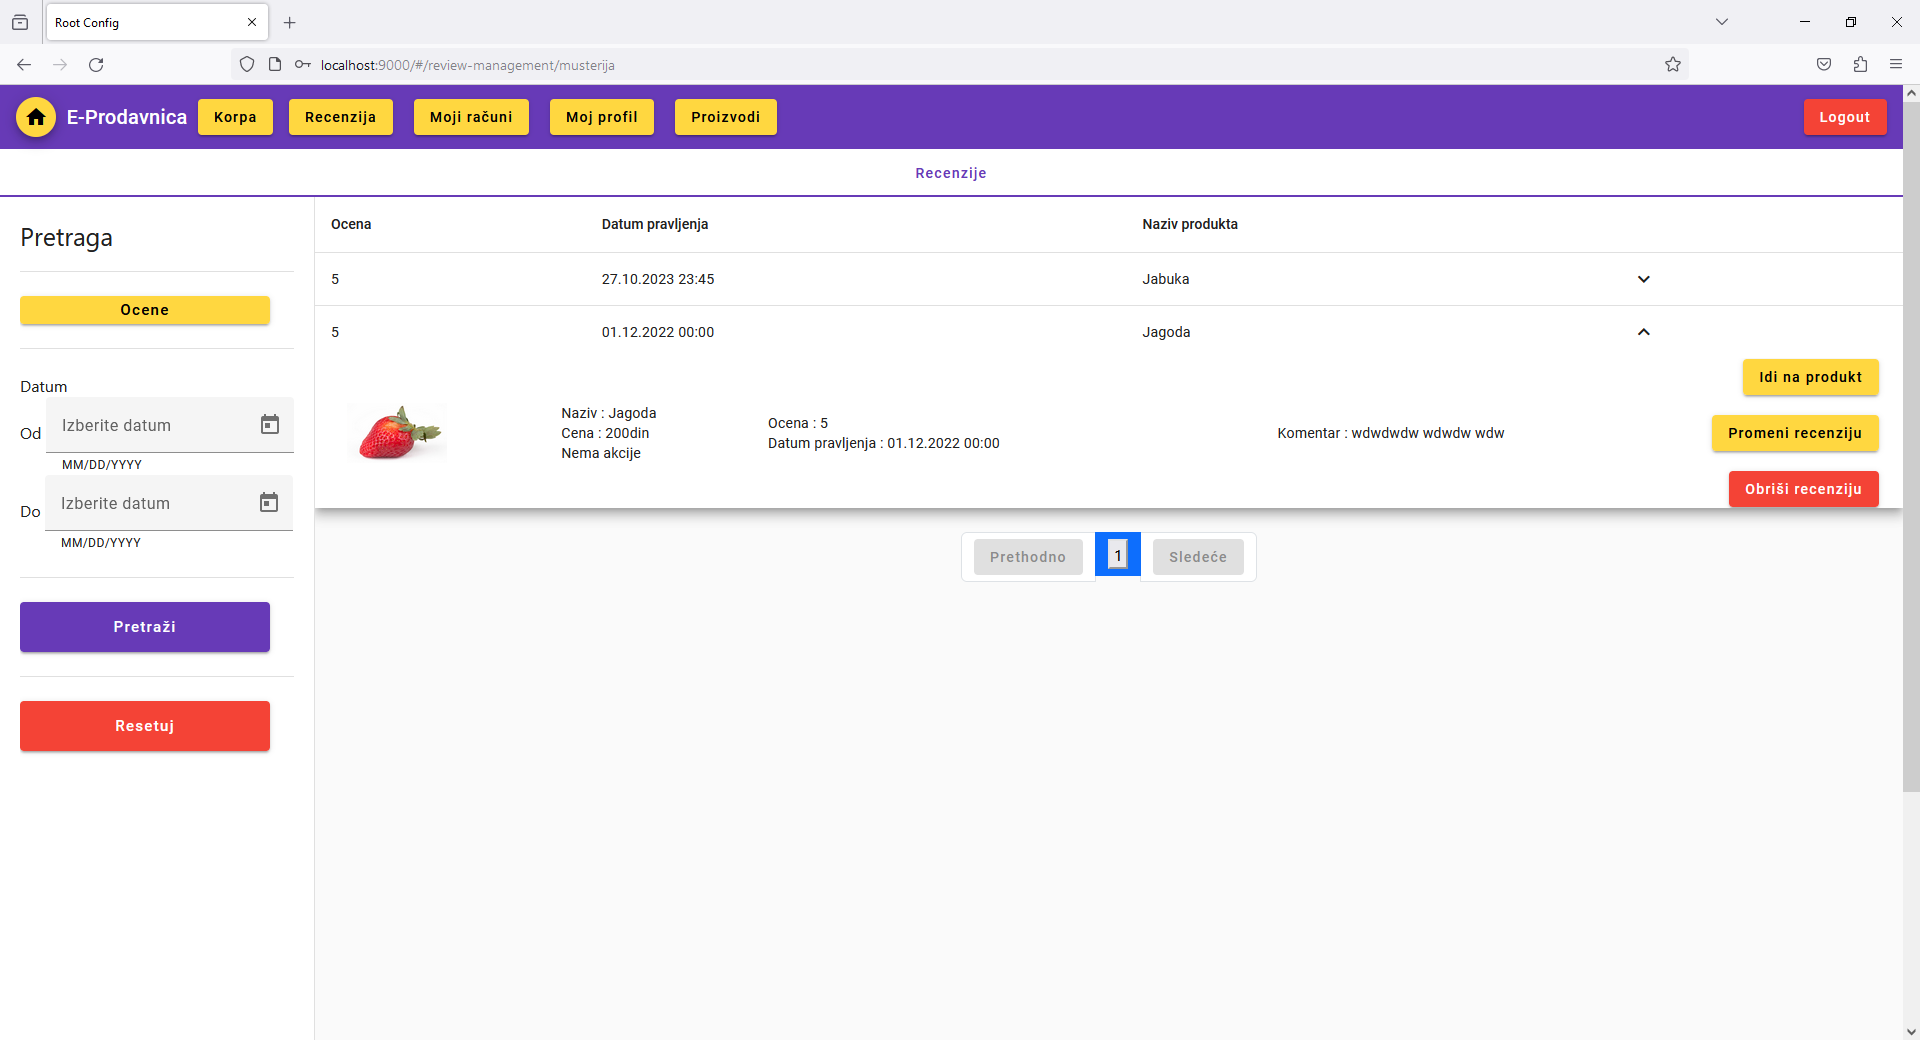 Root Config
localhost:9000/#/review-management/musterija
E-Prodavnica Korpa Recenzija Moji računi Moj profil Proizvodi Logout
Recenzije
Pretraga
Ocene
Datum
Od Izberite datum
MM/DD/YYYY
Do Izberite datum
MM/DD/YYYY
Pretraži
Resetuj
Ocena Datum pravljenja Naziv produkta
5 27.10.2023 23:45 Jabuka
5 01.12.2022 00:00 Jagoda
Naziv : Jagoda
Cena : 200din
Nema akcije
Ocena : 5
Datum pravljenja : 01.12.2022 00:00
Komentar : wdwdwdw wdwdw wdw
Idi na produkt
Promeni recenziju
Obriši recenziju
Prethodno 1 Sledeće